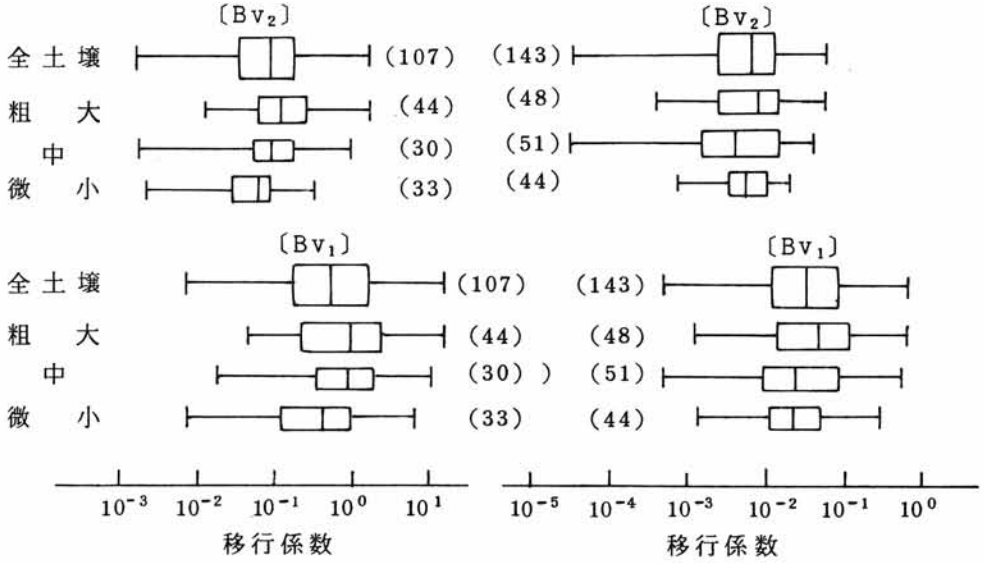 〔Bv₂〕 〔Bv₂〕
全土壌 (107) (143)
粗大 (44) (48)
中 (30) (51)
微小 (33) (44)
〔Bv₁〕 〔Bv₁〕
全土壌 (107) (143)
粗大 (44) (48)
中 (30) ) (51)
微小 (33) (44)
10⁻³ 10⁻² 10⁻¹ 10⁰ 10¹ 10⁻⁵ 10⁻⁴ 10⁻³ 10⁻² 10⁻¹ 10⁰
移行係数 移行係数